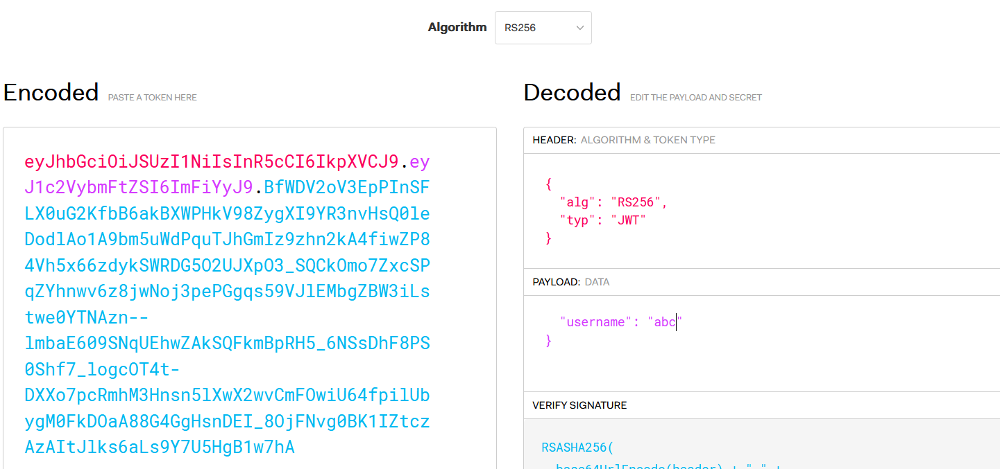 Algorithm RS256
Encoded PASTE A TOKEN HERE
eyJhbGciOiJSUzI1NiIsInR5cCI6IkpXVCJ9.ey
J1c2VybmFtZSI6ImFiYyJ9.BfWDV2oV3EpPInSF
LX0uG2KfbB6akBXWPHkV98ZygXI9YR3nvHsQ0le
DodlAo1A9bm5uWdPquTJhGmIz9zhn2kA4fiwZP8
4Vh5x66zdykSWRDG5O2UJXpO3_SQCkOmo7ZxcSP
qZYhnwv6z8jwNoj3pePGgqs59VJlEMbgZBW3iLs
twe0YTNAzn--
lmbaE609SNqUEhwZAkSQFkmBpRH5_6NSsDhF8PS
0Shf7_logcOT4t-
DXXo7pcRmhM3Hnsn5lXwX2wvCmFOwiU64fpilUb
ygM0FkDOaA88G4GgHsnDEI_8OjFNvg0BK1IZtcz
AzAItJlks6aLs9Y7U5HgB1w7hA
Decoded EDIT THE PAYLOAD AND SECRET
HEADER: ALGORITHM & TOKEN TYPE
{
"alg": "RS256",
"typ": "JWT"
}
PAYLOAD: DATA
"username": "abc"
}
VERIFY SIGNATURE
RSASHA256(
base64UrlEncode(header) + "." +